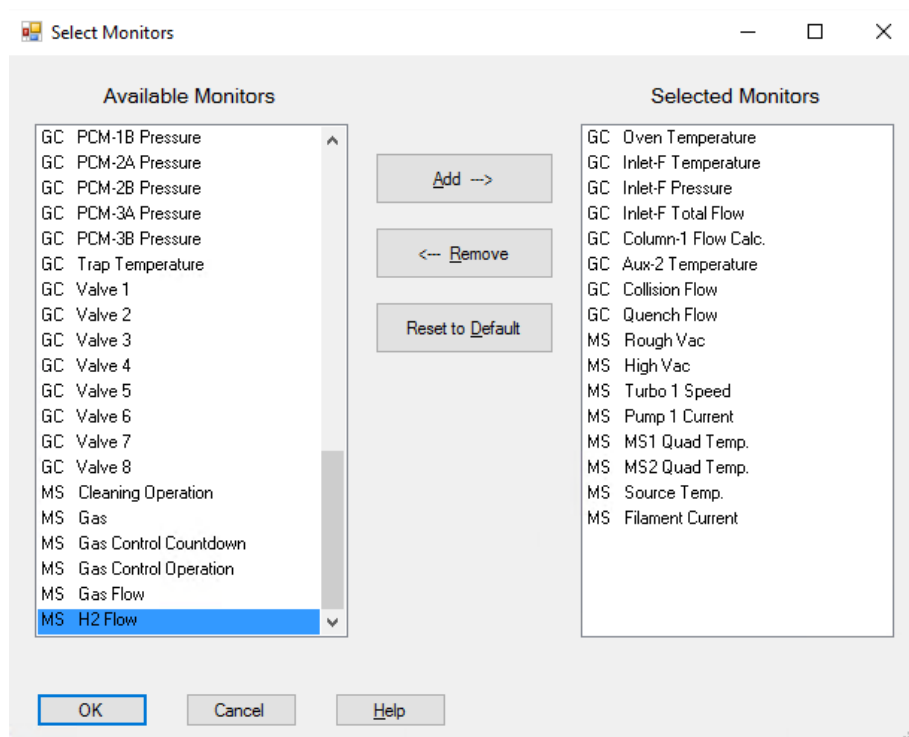 Select Monitors
Available Monitors
GC PCM-1B Pressure
GC PCM-2A Pressure
GC PCM-2B Pressure
GC PCM-3A Pressure
GC PCM-3B Pressure
GC Trap Temperature
GC Valve 1
GC Valve 2
GC Valve 3
GC Valve 4
GC Valve 5
GC Valve 6
GC Valve 7
GC Valve 8
MS Cleaning Operation
MS Gas
MS Gas Control Countdown
MS Gas Control Operation
MS Gas Flow
MS H2 Flow
Add --->
<--- Remove
Reset to Default
Selected Monitors
GC Oven Temperature
GC Inlet-F Temperature
GC Inlet-F Pressure
GC Inlet-F Total Flow
GC Column-1 Flow Calc.
GC Aux-2 Temperature
GC Collision Flow
GC Quench Flow
MS Rough Vac
MS High Vac
MS Turbo 1 Speed
MS Pump 1 Current
MS MS1 Quad Temp.
MS MS2 Quad Temp.
MS Source Temp.
MS Filament Current
OK
Cancel
Help